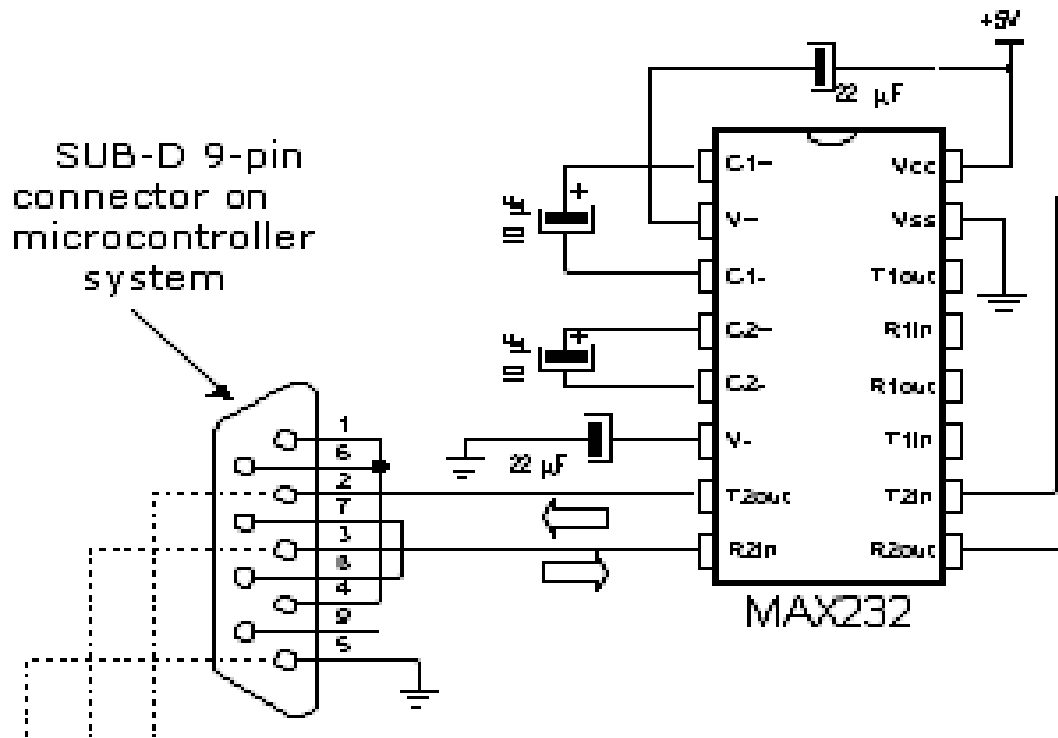 +5V
22 µF
SUB-D 9-pin
connector on
microcontroller
system
+
10 µF
+
10 µF
22 µF
C1+
V+
C1-
C2+
C2-
V-
T2out
R2In
Vcc
Vss
T1out
R1In
R1out
T1In
T2In
R2out
MAX232
1
6
2
7
3
8
4
9
5